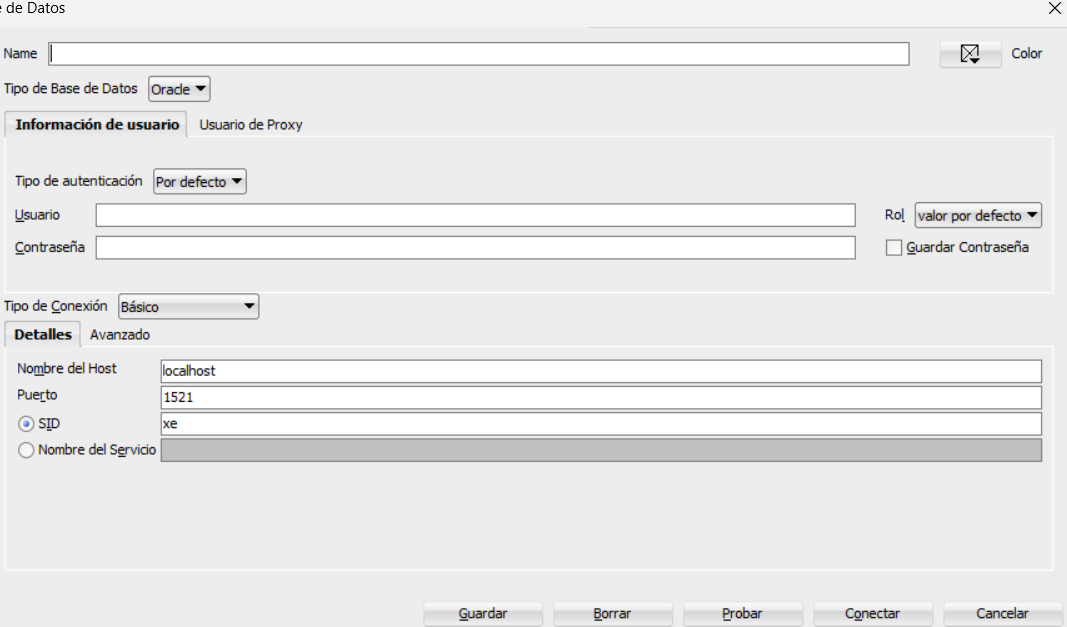 de Datos
Name
Color
Tipo de Base de Datos Oracle
Información de usuario Usuario de Proxy
Tipo de autenticación Por defecto
Usuario
Rol valor por defecto
Contraseña
Guardar Contraseña
Tipo de Conexión Básico
Detalles Avanzado
Nombre del Host localhost
Puerto 1521
SID xe
Nombre del Servicio
Guardar Borrar Probar Conectar Cancelar